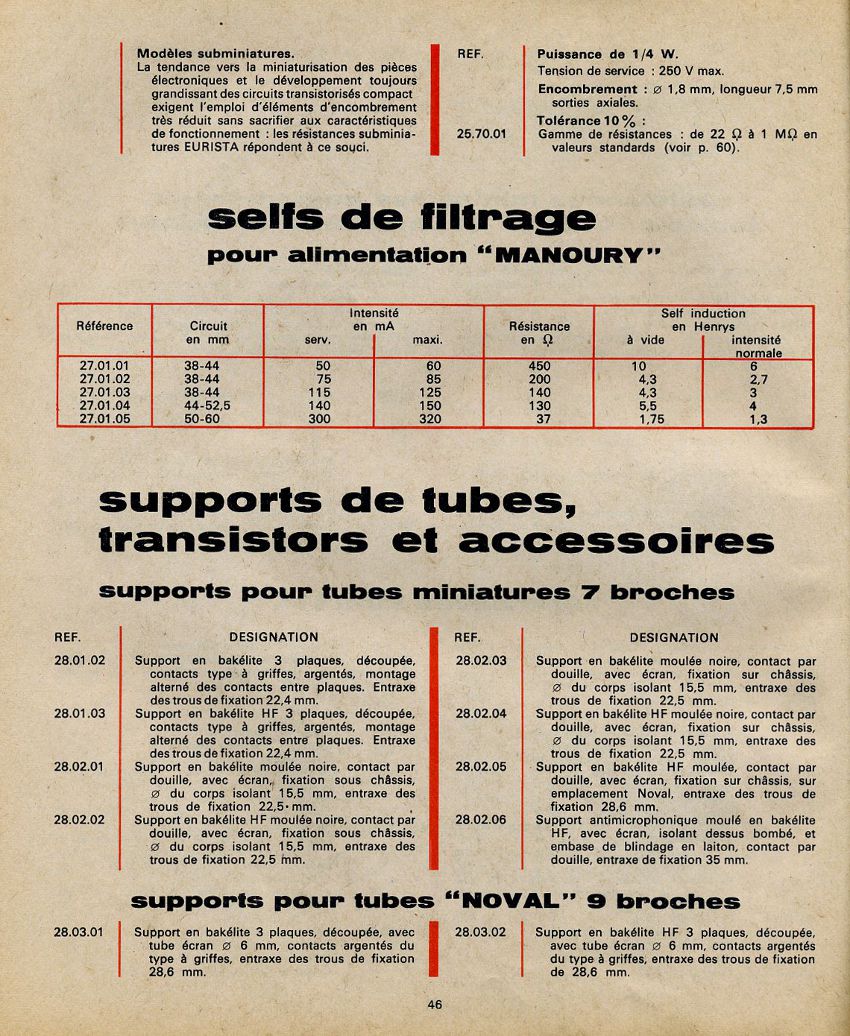 Modèles subminiatures.
La tendance vers la miniaturisation des pièces
électroniques et le développement toujours
grandissant des circuits transistorisés compact
exigent l'emploi d'éléments d'encombrement
très réduit sans sacrifier aux caractéristiques
de fonctionnement : les résistances subminia-
tures EURISTA répondent à ce souci.
REF.
25.70.01
Puissance de 1/4 W.
Tension de service : 250 V max.
Encombrement : ⌀ 1,8 mm, longueur 7,5 mm
sorties axiales.
Tolérance 10 % :
Gamme de résistances : de 22 Ω à 1 MΩ en
valeurs standards (voir p. 60).
selfs de filtrage
pour alimentation "MANOURY"
Référence Circuit en mm Intensité en mA serv. maxi. Résistance en Ω Self induction en Henrys à vide intensité normale
27.01.01 38-44 50 60 450 10 6
27.01.02 38-44 75 85 200 4,3 2,7
27.01.03 38-44 115 125 140 4,3 3
27.01.04 44-52,5 140 150 130 5,5 4
27.01.05 50-60 300 320 37 1,75 1,3
supports de tubes,
transistors et accessoires
supports pour tubes miniatures 7 broches
REF. DESIGNATION
28.01.02 Support en bakélite 3 plaques, découpée,
contacts type à griffes, argentés, montage
alterné des contacts entre plaques. Entraxe
des trous de fixation 22,4 mm.
28.01.03 Support en bakélite HF 3 plaques, découpée,
contacts type à griffes, argentés, montage
alterné des contacts entre plaques. Entraxe
des trous de fixation 22,4 mm.
28.02.01 Support en bakélite moulée noire, contact par
douille, avec écran, fixation sous châssis,
⌀ du corps isolant 15,5 mm, entraxe des
trous de fixation 22,5 mm.
28.02.02 Support en bakélite HF moulée noire, contact par
douille, avec écran, fixation sous châssis,
⌀ du corps isolant 15,5 mm, entraxe des
trous de fixation 22,5 mm.
REF. DESIGNATION
28.02.03 Support en bakélite moulée noire, contact par
douille, avec écran, fixation sur châssis,
⌀ du corps isolant 15,5 mm, entraxe des
trous de fixation 22,5 mm.
28.02.04 Support en bakélite HF moulée noire, contact par
douille, avec écran, fixation sur châssis,
⌀ du corps isolant 15,5 mm, entraxe des
trous de fixation 22,5 mm.
28.02.05 Support en bakélite HF moulée, contact par
douille, avec écran, fixation sur châssis, sur
emplacement Noval, entraxe des trous de
fixation 28,6 mm.
28.02.06 Support antimicrophonique moulé en bakélite
HF, avec écran, isolant dessus bombé, et
embase de blindage en laiton, contact par
douille, entraxe de fixation 35 mm.
supports pour tubes "NOVAL" 9 broches
28.03.01 Support en bakélite 3 plaques, découpée, avec
tube écran ⌀ 6 mm, contacts argentés du
type à griffes, entraxe des trous de fixation
28,6 mm.
28.03.02 Support en bakélite HF 3 plaques, découpée,
avec tube écran ⌀ 6 mm, contacts argentés
du type à griffes, entraxe des trous de fixation
de 28,6 mm.
46